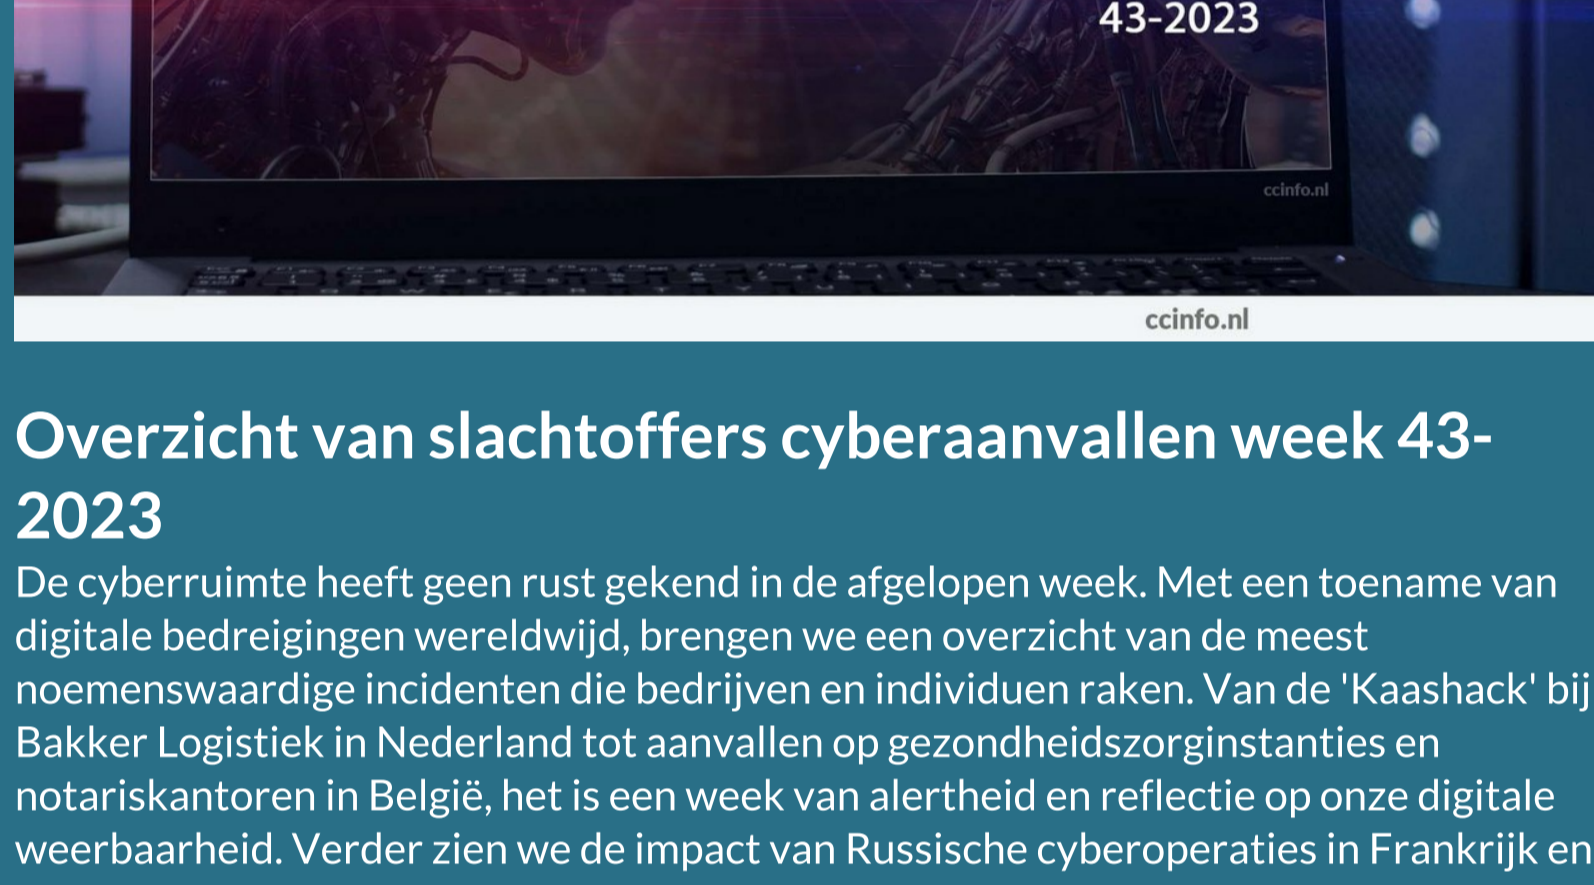 43-2023
ccinfo.nl
ccinfo.nl
Overzicht van slachtoffers cyberaanvallen week 43-
2023
De cyberruimte heeft geen rust gekend in de afgelopen week. Met een toename van
digitale bedreigingen wereldwijd, brengen we een overzicht van de meest
noemenswaardige incidenten die bedrijven en individuen raken. Van de 'Kaashack' bij
Bakker Logistiek in Nederland tot aanvallen op gezondheidszorginstanties en
notariskantoren in België, het is een week van alertheid en reflectie op onze digitale
weerbaarheid. Verder zien we de impact van Russische cyberoperaties in Frankrijk en